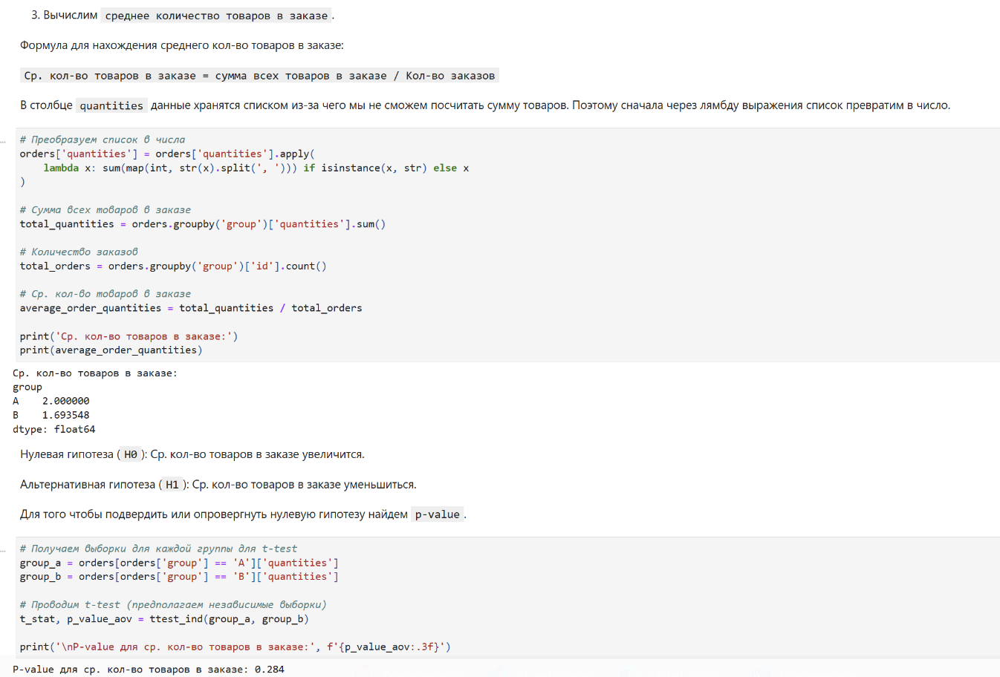 3. Вычислим среднее количество товаров в заказе.
Формула для нахождения среднего кол-во товаров в заказе:
Ср. кол-во товаров в заказе = сумма всех товаров в заказе / Кол-во заказов
В столбце quantities данные хранятся списком из-за чего мы не сможем посчитать сумму товаров. Поэтому сначала через лямбду выражения список превратим в число.
...
# Преобразуем список в числа
orders['quantities'] = orders['quantities'].apply(
    lambda x: sum(map(int, str(x).split(', '))) if isinstance(x, str) else x
)
# Сумма всех товаров в заказе
total_quantities = orders.groupby('group')['quantities'].sum()
# Количество заказов
total_orders = orders.groupby('group')['id'].count()
# Ср. кол-во товаров в заказе
average_order_quantities = total_quantities / total_orders
print('Ср. кол-во товаров в заказе:')
print(average_order_quantities)
Ср. кол-во товаров в заказе:
group
A    2.000000
B    1.693548
dtype: float64
Нулевая гипотеза ( H0 ): Ср. кол-во товаров в заказе увеличится.
Альтернативная гипотеза ( H1 ): Ср. кол-во товаров в заказе уменьшиться.
Для того чтобы подвердить или опровергнуть нулевую гипотезу найдем p-value .
...
# Получаем выборки для каждой группы для t-test
group_a = orders[orders['group'] == 'A']['quantities']
group_b = orders[orders['group'] == 'B']['quantities']
# Проводим t-test (предполагаем независимые выборки)
t_stat, p_value_aov = ttest_ind(group_a, group_b)
print('\nP-value для ср. кол-во товаров в заказе:', f'{p_value_aov:.3f}')
P-value для ср. кол-во товаров в заказе: 0.284